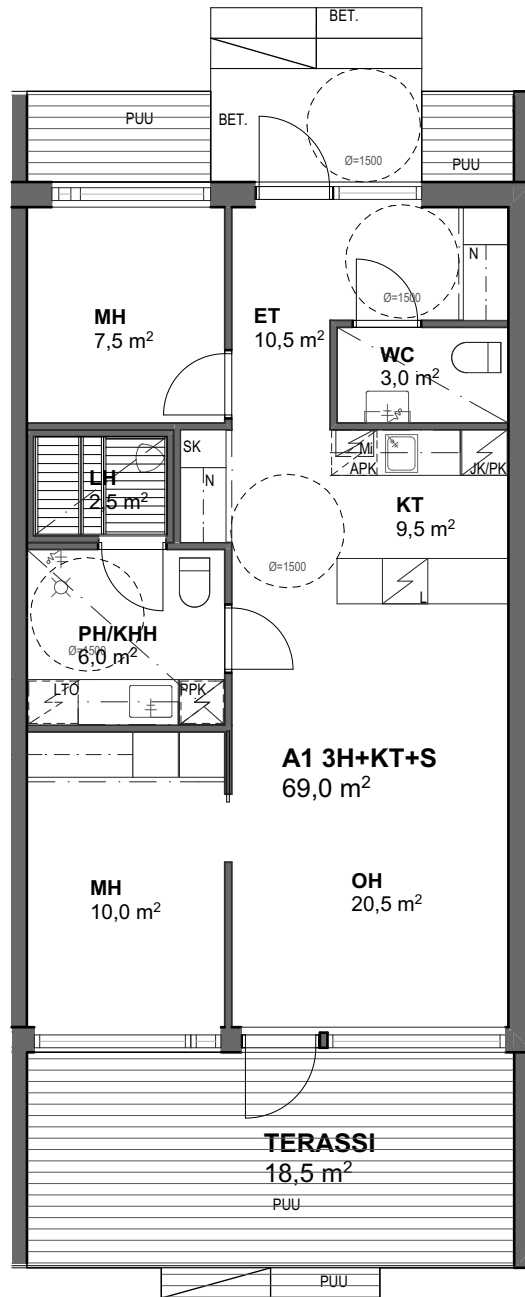 BET.
PUU
BET.
Ø=1500
PUU
MH
7,5 m²
ET
10,5 m²
Ø=1500
N
WC
3,0 m²
SK
N
LH
2,5 m²
Mi
APK
JK/PK
KT
9,5 m²
Ø=1500
L
PH/KHH
Ø=1500
6,0 m²
LTO
PPK
A1 3H+KT+S
69,0 m²
MH
10,0 m²
OH
20,5 m²
TERASSI
18,5 m²
PUU
PUU